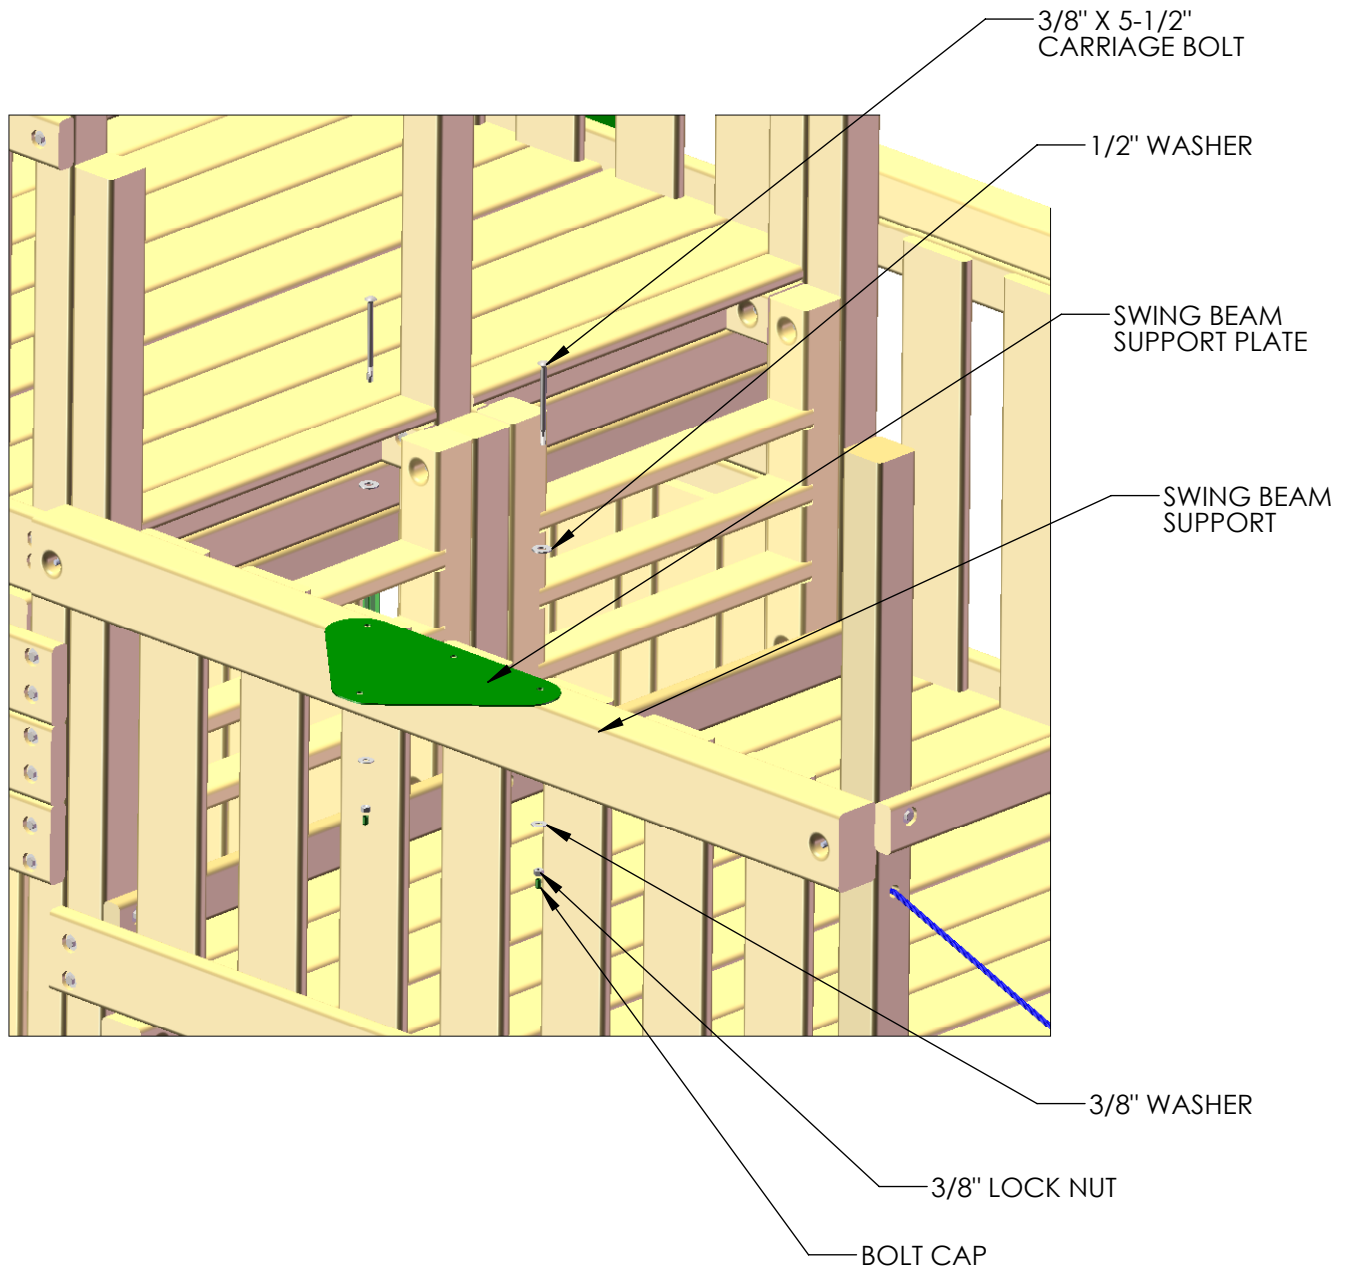 3/8" X 5-1/2"
CARRIAGE BOLT
1/2" WASHER
SWING BEAM
SUPPORT PLATE
SWING BEAM
SUPPORT
3/8" WASHER
3/8" LOCK NUT
BOLT CAP